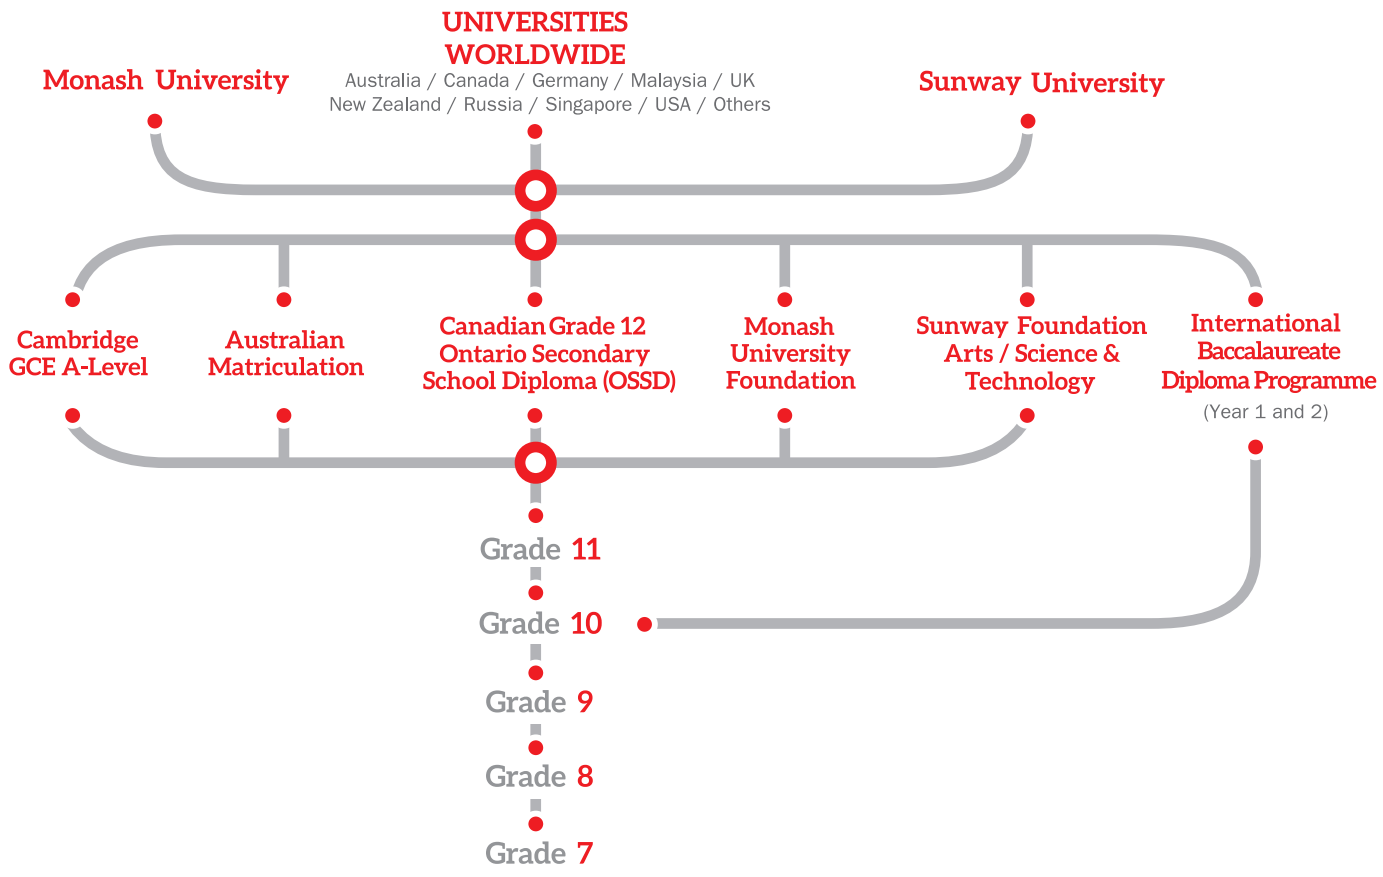 UNIVERSITIES
WORLDWIDE
Australia / Canada / Germany / Malaysia / UK
New Zealand / Russia / Singapore / USA / Others
Monash University
Sunway University
Cambridge
GCE A-Level
Australian
Matriculation
Canadian Grade 12
Ontario Secondary
School Diploma (OSSD)
Monash
University
Foundation
Sunway Foundation
Arts / Science &
Technology
International
Baccalaureate
Diploma Programme
(Year 1 and 2)
Grade 11
Grade 10
Grade 9
Grade 8
Grade 7